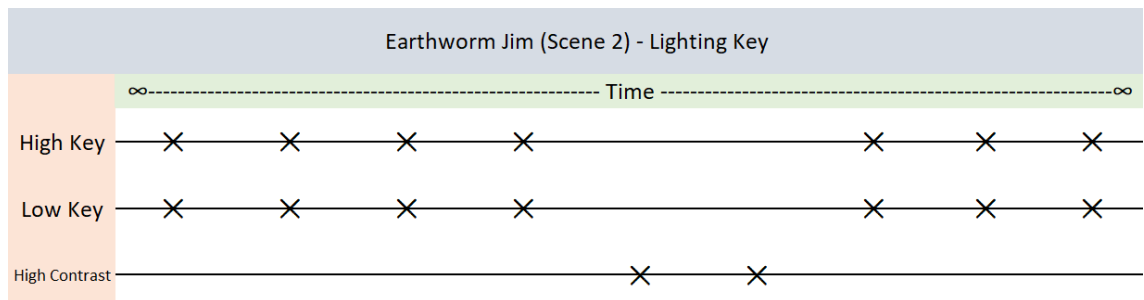 Earthworm Jim (Scene 2) - Lighting Key
∞------------------------------------------------------------- Time -------------------------------------------------------------∞
High Key
Low Key
High Contrast